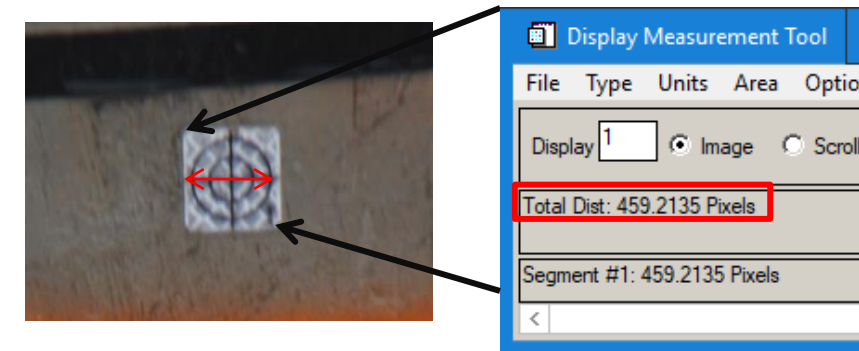 Display Measurement Tool
File Type Units Area
Display 1 Image Scroll
Total Dist: 459.2135 Pixels
Segment #1: 459.2135 Pixels
<